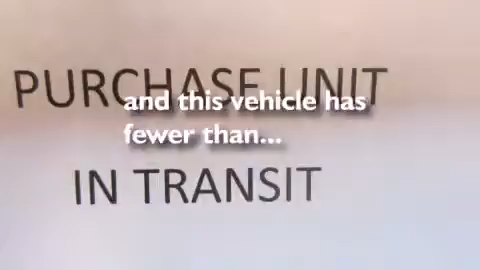 PURCHASE UNIT
and this vehicle has
fewer than...
IN TRANSIT